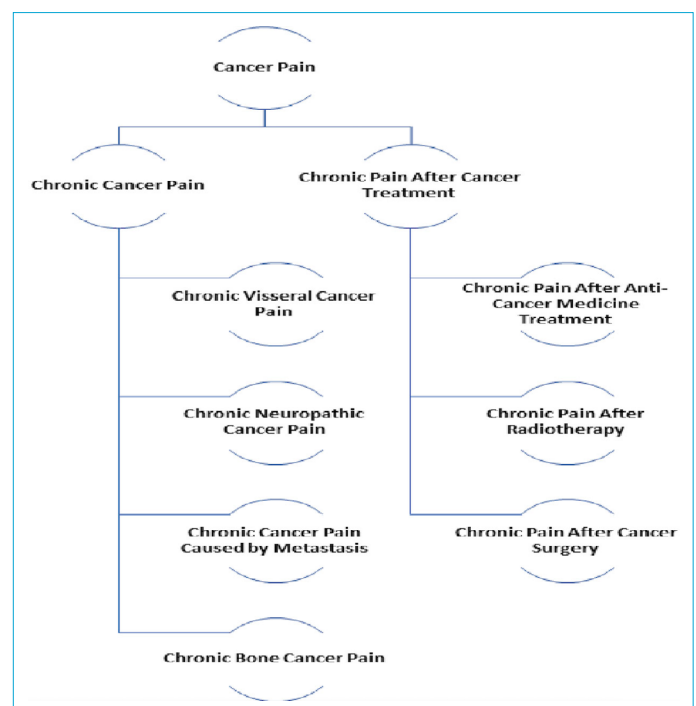 Cancer Pain
Chronic Cancer Pain
Chronic Pain After Cancer
Treatment
Chronic Visseral Cancer
Pain
Chronic Neuropathic
Cancer Pain
Chronic Cancer Pain
Caused by Metastasis
Chronic Bone Cancer Pain
Chronic Pain After Anti-
Cancer Medicine
Treatment
Chronic Pain After
Radiotherapy
Chronic Pain After Cancer
Surgery